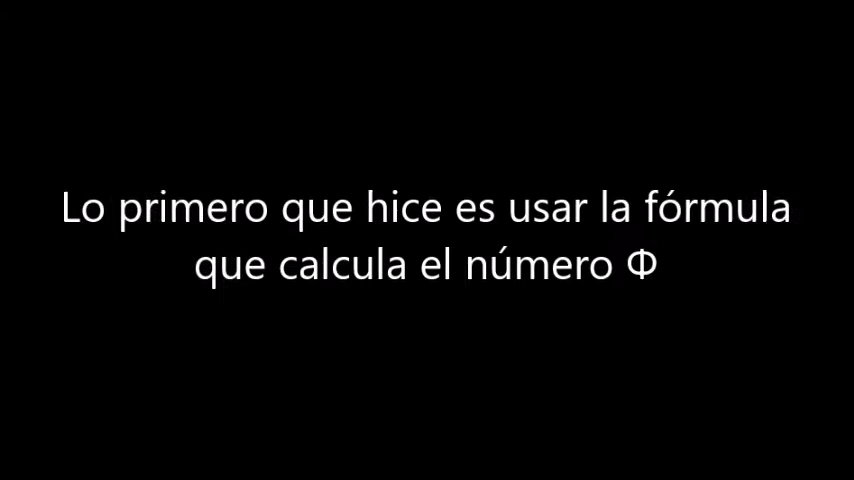 Lo primero que hice es usar la fórmula
que calcula el número Φ